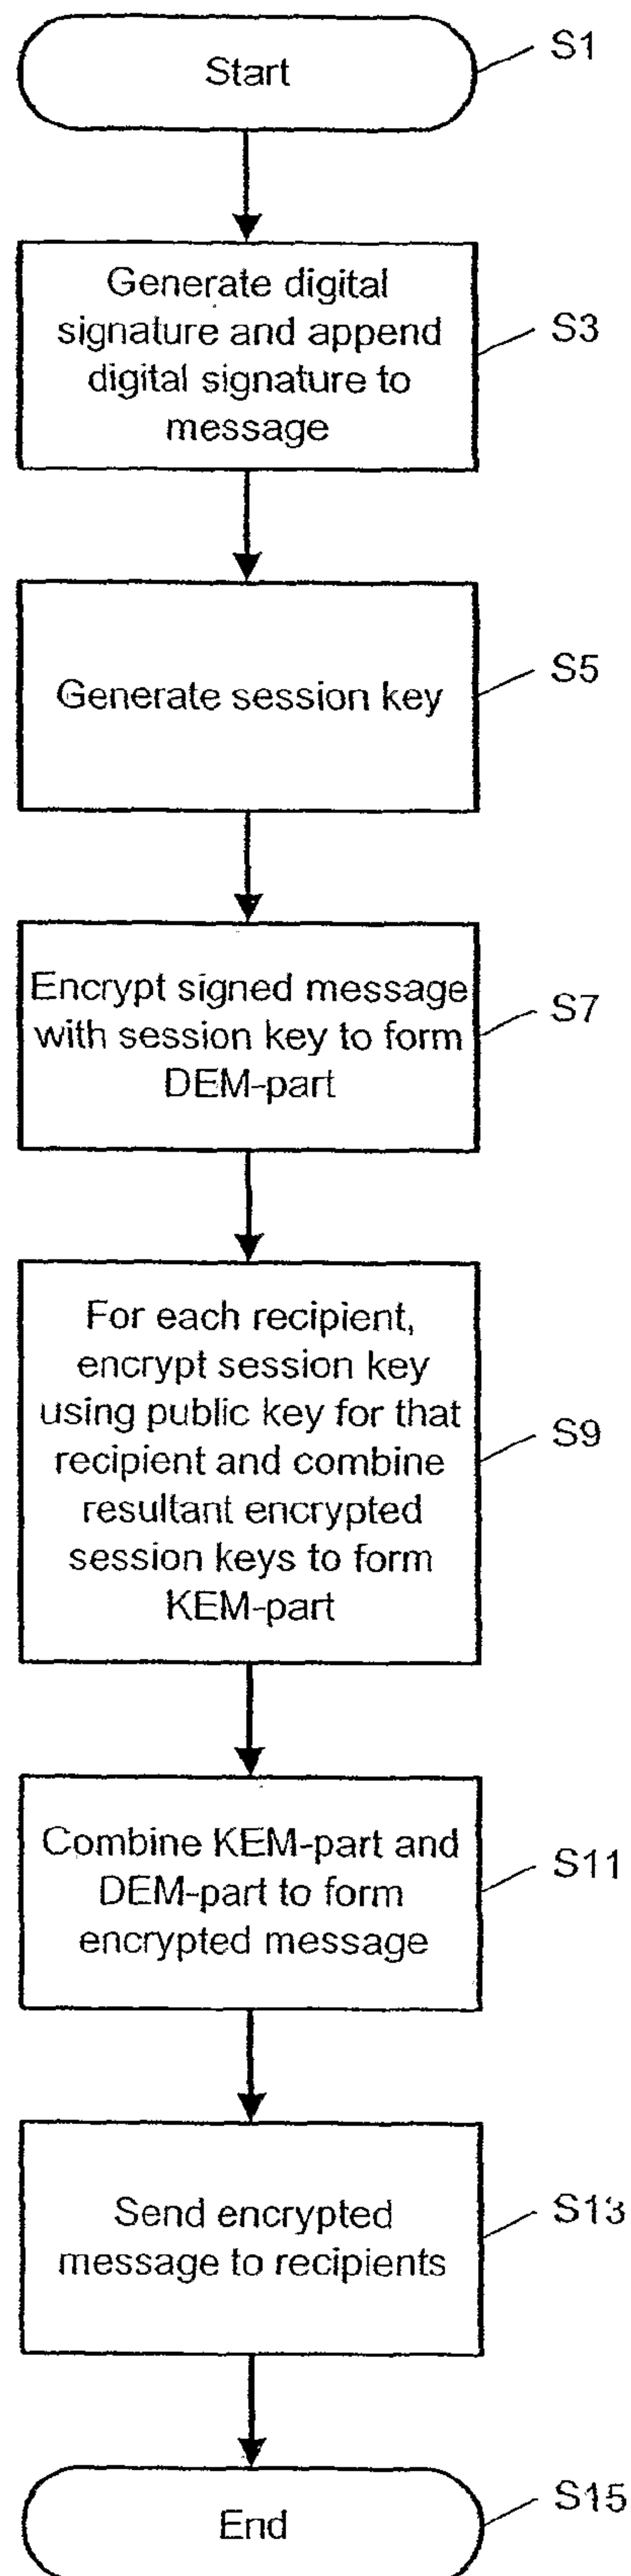 Start
S1
Generate digital
signature and append
digital signature to
message
S3
Generate session key
S5
Encrypt signed message
with session key to form
DEM-part
S7
For each recipient,
encrypt session key
using public key for that
recipient and combine
resultant encrypted
session keys to form
KEM-part
S9
Combine KEM-part and
DEM-part to form
encrypted message
S11
Send encrypted
message to recipients
S13
End
S15